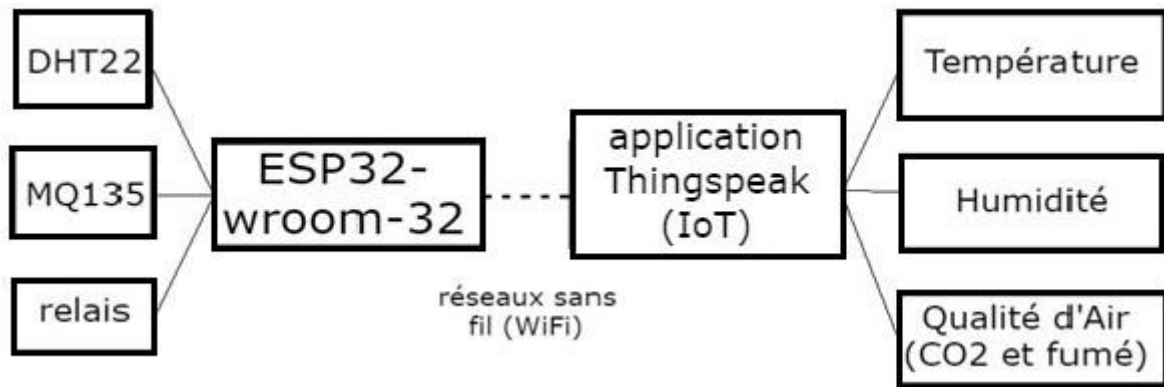 DHT22
MQ135
relais
ESP32-
wroom-32
réseaux sans
fil (WiFi)
application
Thingspeak
(IoT)
Température
Humidité
Qualité d'Air
(CO2 et fumé)